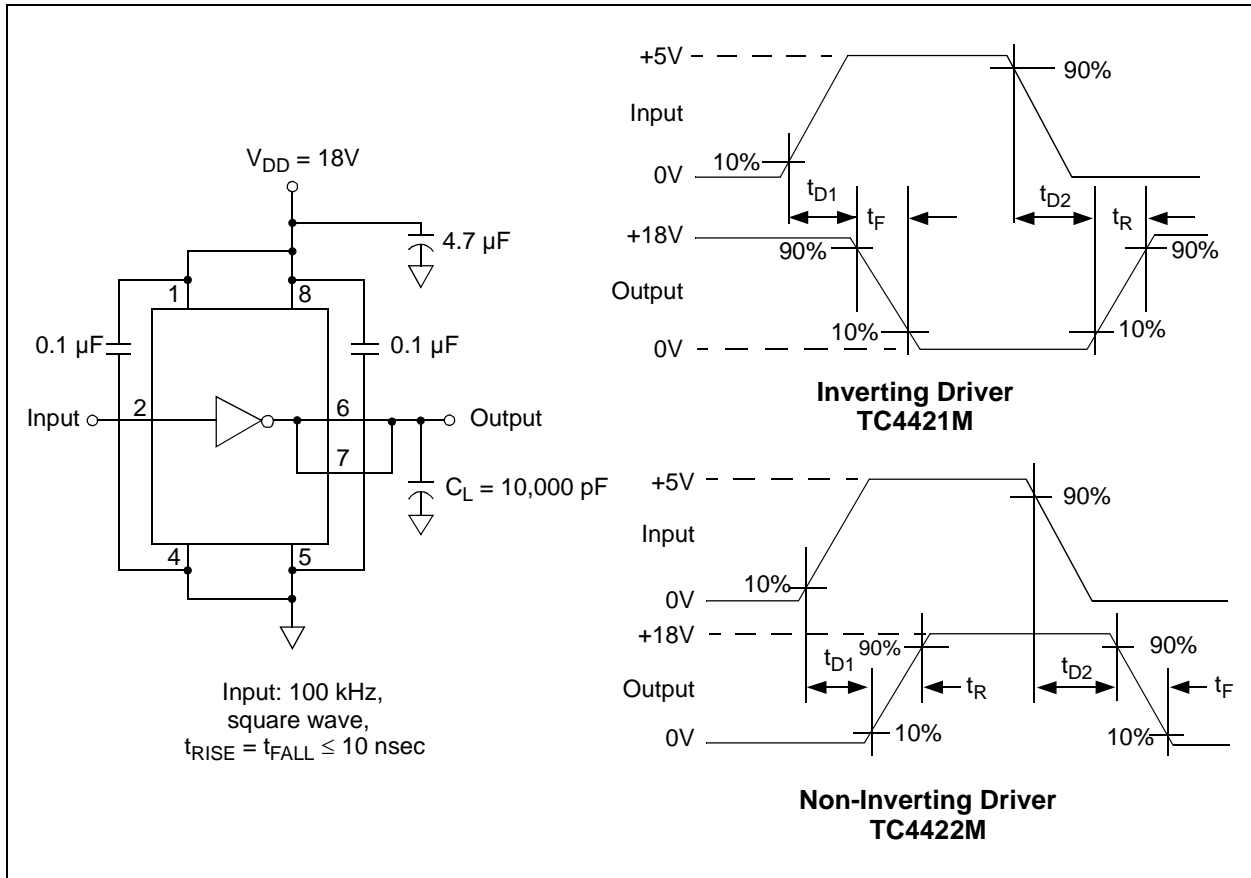 V_DD = 18V
4.7 µF
1
8
0.1 µF
0.1 µF
Input
2
6
Output
7
C_L = 10,000 pF
4
5
Input: 100 kHz,
square wave,
t_RISE = t_FALL ≤ 10 nsec
+5V
90%
Input
10%
0V
t_D1
t_F
t_D2
t_R
+18V
90%
90%
Output
10%
10%
0V
Inverting Driver
TC4421M
+5V
90%
Input
10%
0V
+18V
t_D1
90%
t_D2
90%
Output
t_R
t_F
0V
10%
10%
Non-Inverting Driver
TC4422M